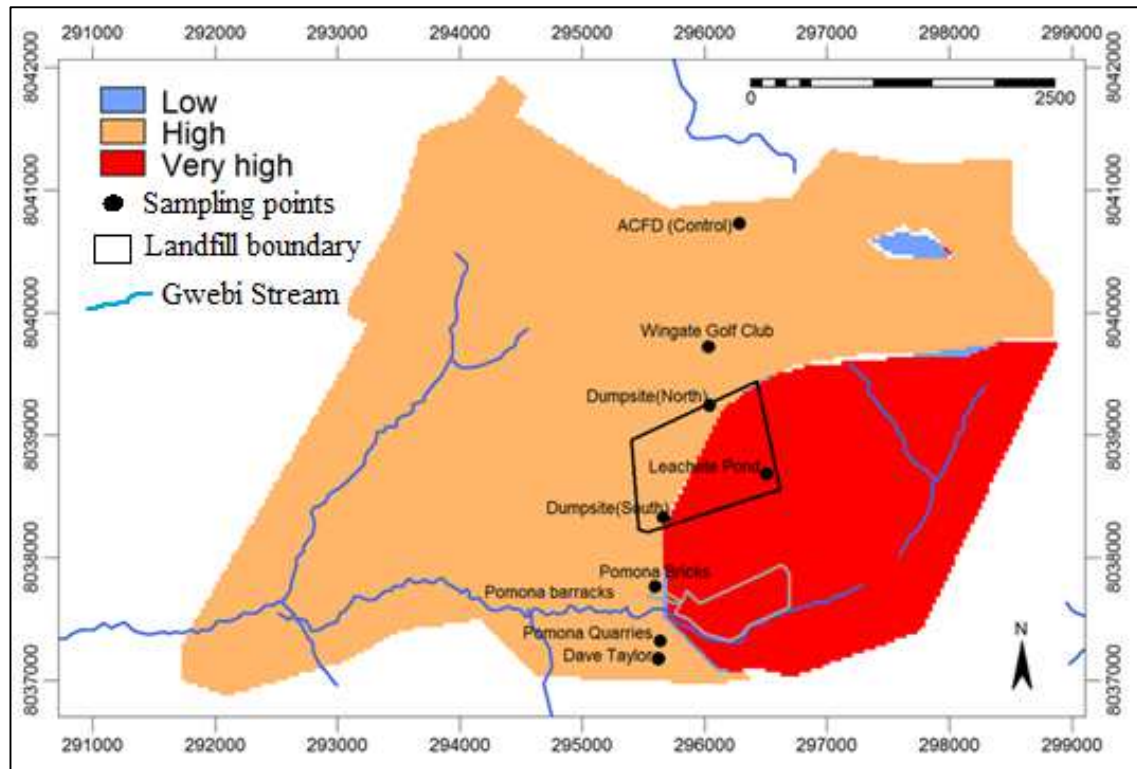 291000 292000 293000 294000 295000 296000 297000 298000 299000
8042000
8041000
8040000
8039000
8038000
8037000
8042000
8041000
8040000
8039000
8038000
8037000
Low
High
Very high
Sampling points
Landfill boundary
Gwebi Stream
0 2500
ACFD (Control)
Wingate Golf Club
Dumpsite(North)
Leachate Pond
Dumpsite(South)
Pomona Bricks
Pomona barracks
Pomona Quarries
Dave Taylor
N
291000 292000 293000 294000 295000 296000 297000 298000 299000